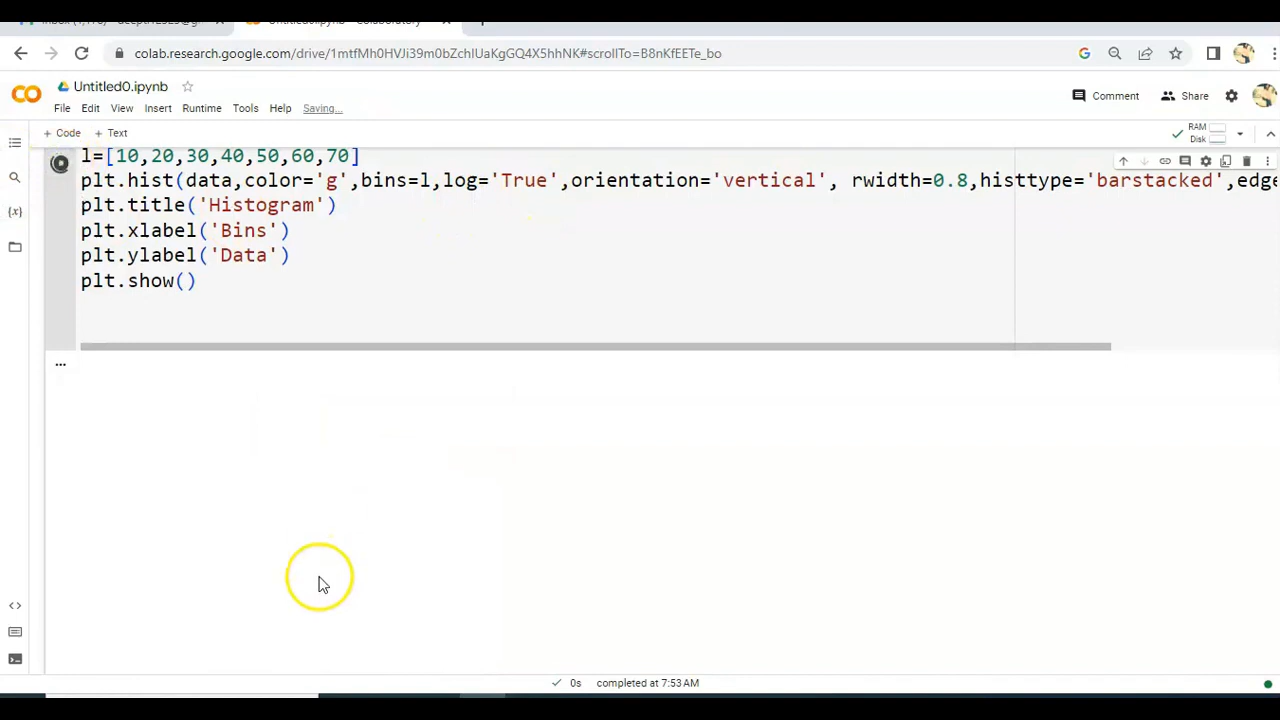 colab.research.google.com/drive/1mtfMh0HVJi39m0bZchIUaKgGQ4X5hhNK#scrollTo=B8nKfEETe_bo
Untitled0.ipynb
File Edit View Insert Runtime Tools Help Saving...
Comment Share
+ Code + Text
RAM
Disk
l=[10,20,30,40,50,60,70]
plt.hist(data,color='g',bins=l,log='True',orientation='vertical', rwidth=0.8,histtype='barstacked',edge
plt.title('Histogram')
plt.xlabel('Bins')
plt.ylabel('Data')
plt.show()
...
0s completed at 7:53 AM